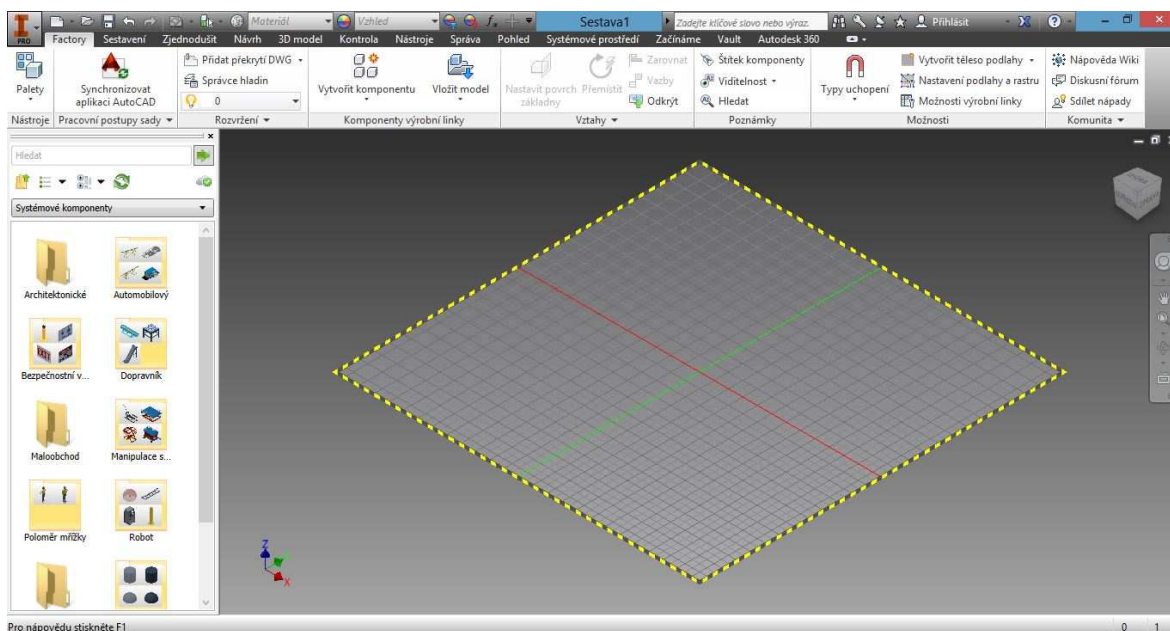 PRO
Materiál
Vzhled
Sestava1
Zadejte klíčové slovo nebo výraz.
Přihlásit
Factory Sestavení Zjednodušit Návrh 3D model Kontrola Nástroje Správa Pohled Systémové prostředí Začínáme Vault Autodesk 360
Palety
Synchronizovat
aplikaci AutoCAD
Přidat překrytí DWG
Správce hladin
0
Vytvořit komponentu
Vložit model
Nastavit povrch
základny
Přemístit
Zarovnat
Vazby
Odkrýt
Štítek komponenty
Viditelnost
Hledat
Typy uchopení
Vytvořit těleso podlahy
Nastavení podlahy a rastru
Možnosti výrobní linky
Nápověda Wiki
Diskusní fórum
Sdílet nápady
Nástroje Pracovní postupy sady Rozvržení Komponenty výrobní linky Vztahy Poznámky Možnosti Komunita
Hledat
Systémové komponenty
Architektonické Automobilový
Bezpečnostní v... Dopravník
Maloobchod Manipulace s...
Poloměr mřížky Robot
Z
X
Pro nápovědu stiskněte F1
0 1